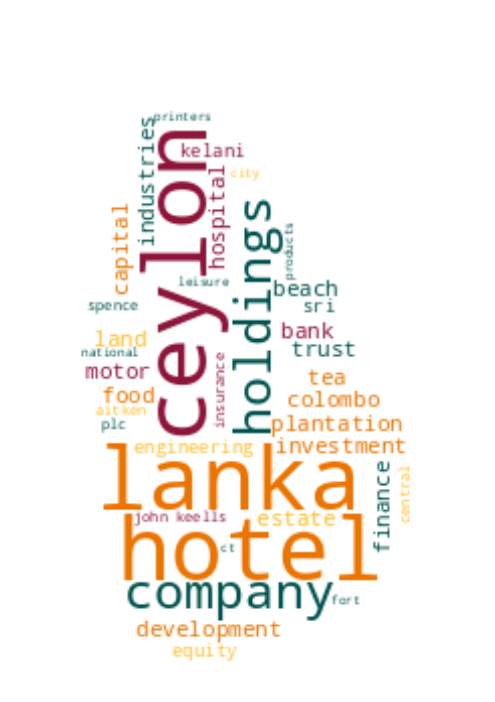 printers
industries
ceylon
kelani
hospital
city
capital
holdings
products
leisure
beach
spence
sri
land
bank
national
trust
motor
insurance
tea
food
colombo
aitken
plc
plantation
engineering
investment
lanka
finance
central
john keells
estate
hotel
ct
company
fort
development
equity